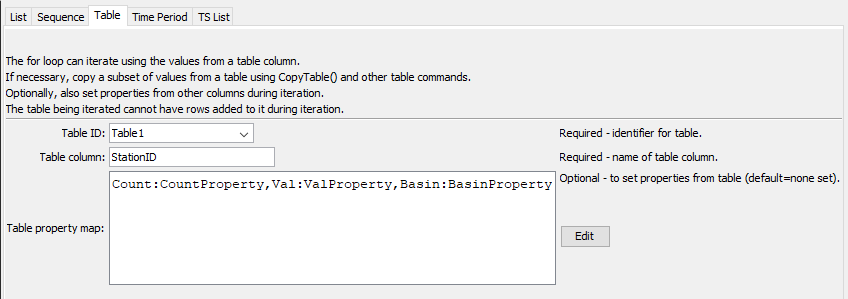 List Sequence Table Time Period TS List
The for loop can iterate using the values from a table column.
If necessary, copy a subset of values from a table using CopyTable() and other table commands.
Optionally, also set properties from other columns during iteration.
The table being iterated cannot have rows added to it during iteration.
Table ID: Table1 Required - identifier for table.
Table column: StationID Required - name of table column.
Count:CountProperty,Val:ValProperty,Basin:BasinProperty Optional - to set properties from table (default=none set).
Table property map: Edit